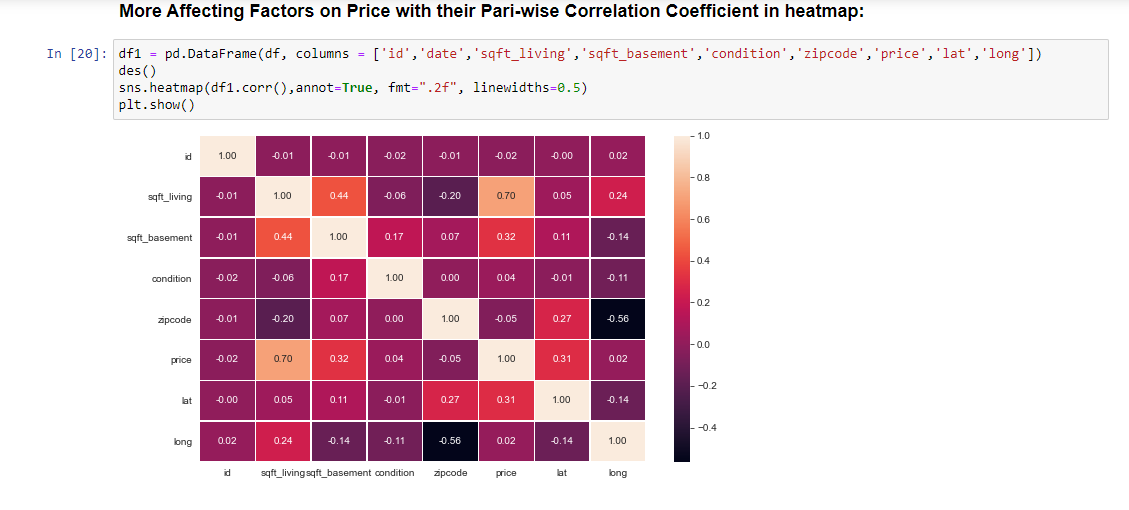 More Affecting Factors on Price with their Pari-wise Correlation Coefficient in heatmap:
In [20]: df1 = pd.DataFrame(df, columns = ['id','date','sqft_living','sqft_basement','condition','zipcode','price','lat','long'])
des()
sns.heatmap(df1.corr(),annot=True, fmt=".2f", linewidths=0.5)
plt.show()
id 1.00 -0.01 -0.01 -0.02 -0.01 -0.02 -0.00 0.02
sqft_living -0.01 1.00 0.44 -0.06 -0.20 0.70 0.05 0.24
sqft_basement -0.01 0.44 1.00 0.17 0.07 0.32 0.11 -0.14
condition -0.02 -0.06 0.17 1.00 0.00 0.04 -0.01 -0.11
zipcode -0.01 -0.20 0.07 0.00 1.00 -0.05 0.27 -0.56
price -0.02 0.70 0.32 0.04 -0.05 1.00 0.31 0.02
lat -0.00 0.05 0.11 -0.01 0.27 0.31 1.00 -0.14
long 0.02 0.24 -0.14 -0.11 -0.56 0.02 -0.14 1.00
id sqft_living sqft_basement condition zipcode price lat long
1.0
0.8
0.6
0.4
0.2
0.0
-0.2
-0.4